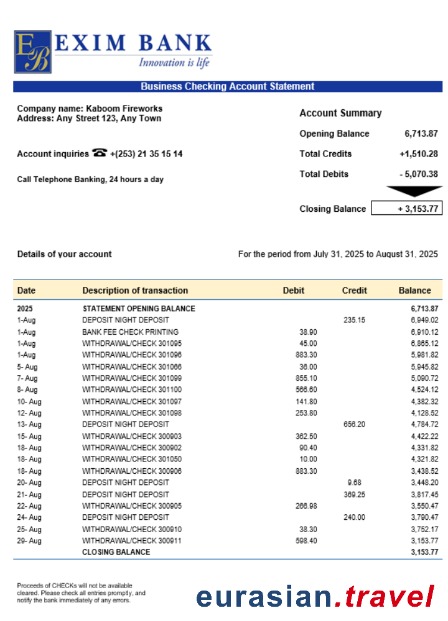 EB EXIM BANK
Innovation is life
Business Checking Account Statement
Company name: Kaboom Fireworks
Address: Any Street 123, Any Town
Account inquiries ☎ +(253) 21 35 15 14
Call Telephone Banking, 24 hours a day
Account Summary
Opening Balance 6,713.87
Total Credits +1,510.28
Total Debits - 5,070.38
Closing Balance + 3,153.77
Details of your account For the period from July 31, 2025 to August 31, 2025
Date Description of transaction Debit Credit Balance
2025 STATEMENT OPENING BALANCE 6,713.87
1-Aug DEPOSIT NIGHT DEPOSIT 235.15 6,949.02
1-Aug BANK FEE CHECK PRINTING 38.90 6,910.12
1-Aug WITHDRAWAL/CHECK 301095 45.00 6,865.12
1-Aug WITHDRAWAL/CHECK 301096 883.30 5,981.82
5- Aug WITHDRAWAL/CHECK 301066 36.00 5,945.82
7- Aug WITHDRAWAL/CHECK 301099 855.10 5,090.72
8- Aug WITHDRAWAL/CHECK 301100 566.60 4,524.12
10- Aug WITHDRAWAL/CHECK 301097 141.80 4,382.32
12- Aug WITHDRAWAL/CHECK 301098 253.80 4,128.52
13- Aug DEPOSIT NIGHT DEPOSIT 656.20 4,784.72
15- Aug WITHDRAWAL/CHECK 300903 362.50 4,422.22
18- Aug WITHDRAWAL/CHECK 300902 90.40 4,331.82
18- Aug WITHDRAWAL/CHECK 301050 10.00 4,321.82
18- Aug WITHDRAWAL/CHECK 300906 883.30 3,438.52
20- Aug DEPOSIT NIGHT DEPOSIT 9.68 3,448.20
21- Aug DEPOSIT NIGHT DEPOSIT 369.25 3,817.45
22- Aug WITHDRAWAL/CHECK 300905 266.98 3,550.47
24- Aug DEPOSIT NIGHT DEPOSIT 240.00 3,790.47
25- Aug WITHDRAWAL/CHECK 300910 38.30 3,752.17
29- Aug WITHDRAWAL/CHECK 300911 598.40 3,153.77
CLOSING BALANCE 3,153.77
Proceeds of CHECKs will not be available
cleared. Please check all entries promptly, and
notify the bank immediately of any errors.
eurasian.travel